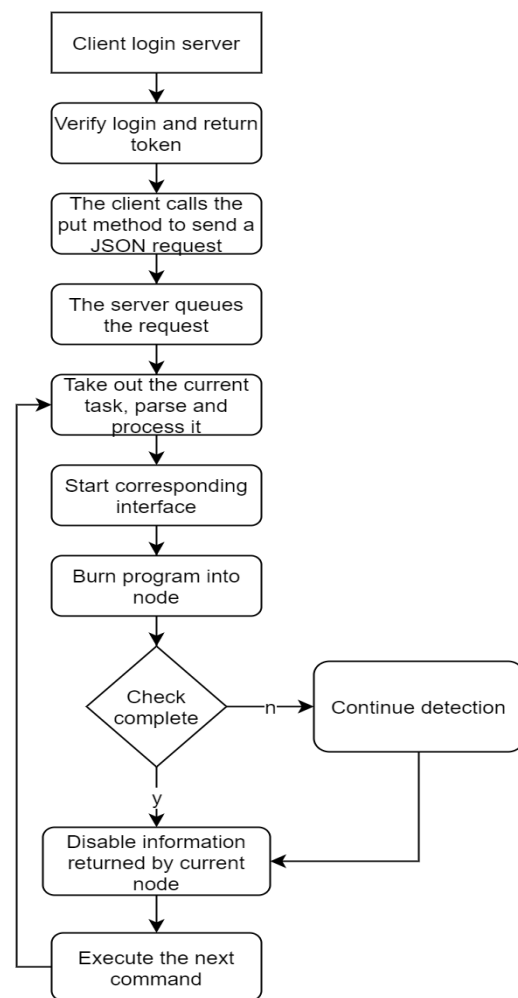 Client login server
Verify login and return
token
The client calls the
put method to send a
JSON request
The server queues
the request
Take out the current
task, parse and
process it
Start corresponding
interface
Burn program into
node
Check
complete
n
Continue detection
y
Disable information
returned by current
node
Execute the next
command